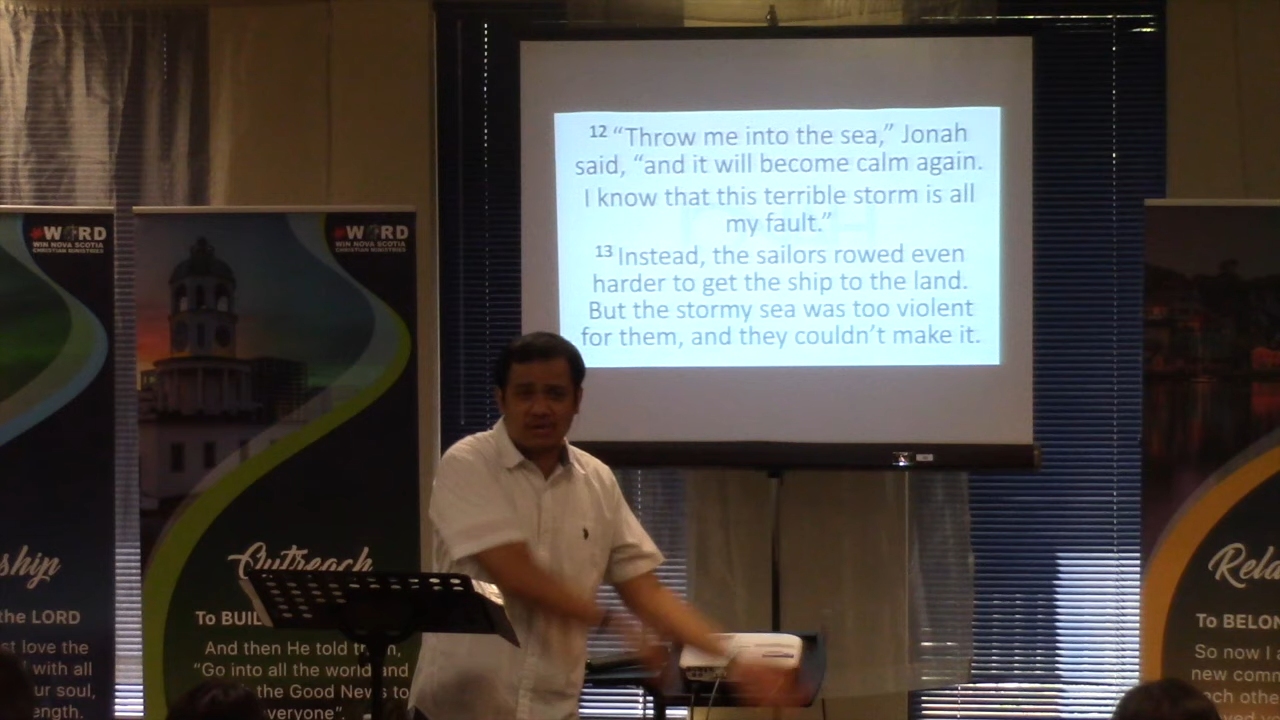 12 “Throw me into the sea,” Jonah
said, “and it will become calm again.
I know that this terrible storm is all
my fault.”
13 Instead, the sailors rowed even
harder to get the ship to the land.
But the stormy sea was too violent
for them, and they couldn’t make it.
WORD
WIN NOVA SCOTIA
CHRISTIAN MINISTRIES
ship
the LORD
st love the
with all
ur soul,
ength.
WORD
WIN NOVA SCOTIA
CHRISTIAN MINISTRIES
Outreach
To BUIL
And then He told
“Go into all the world and
the Good News to
veryone”.
Rela
To BELON
So now I a
new comm
ach othe